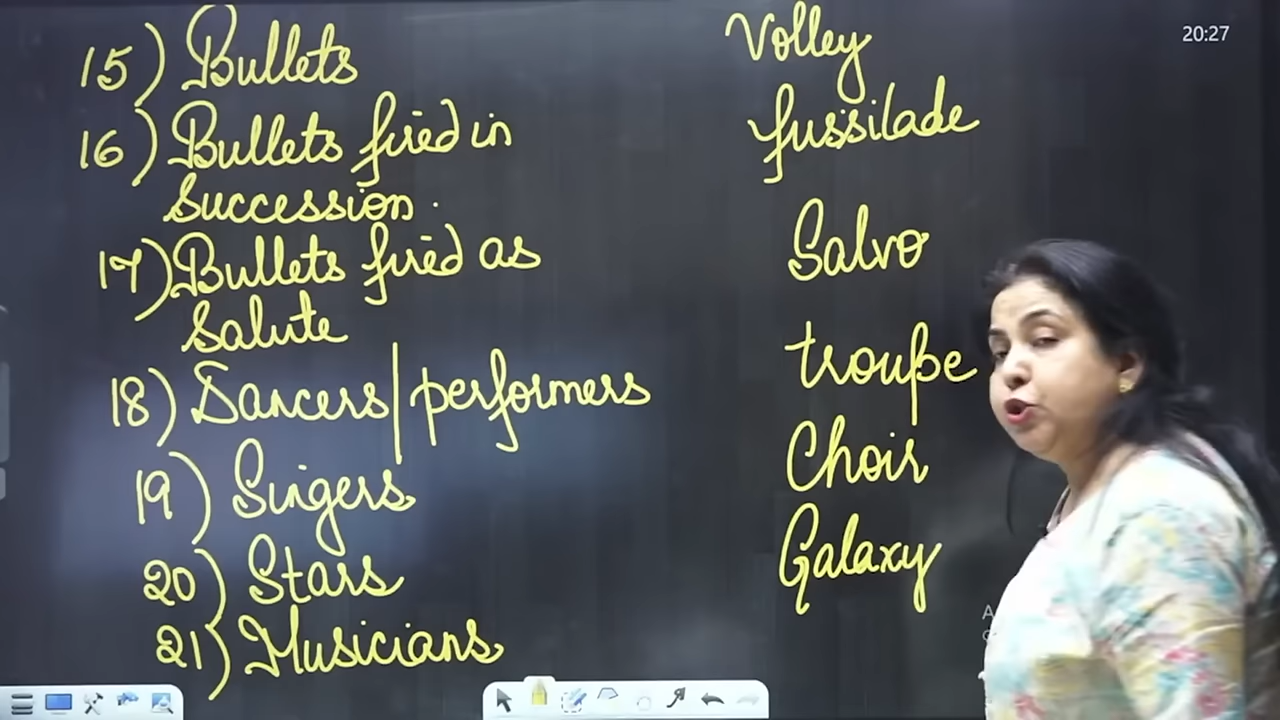 20:27
15) Bullets Volley
16) Bullets fired in fussilade
Succession.
17) Bullets fired as Salvo
Salute
18) Dancers/performers troupe
19) Singers Choir
20) Stars Galaxy
21) Musicians